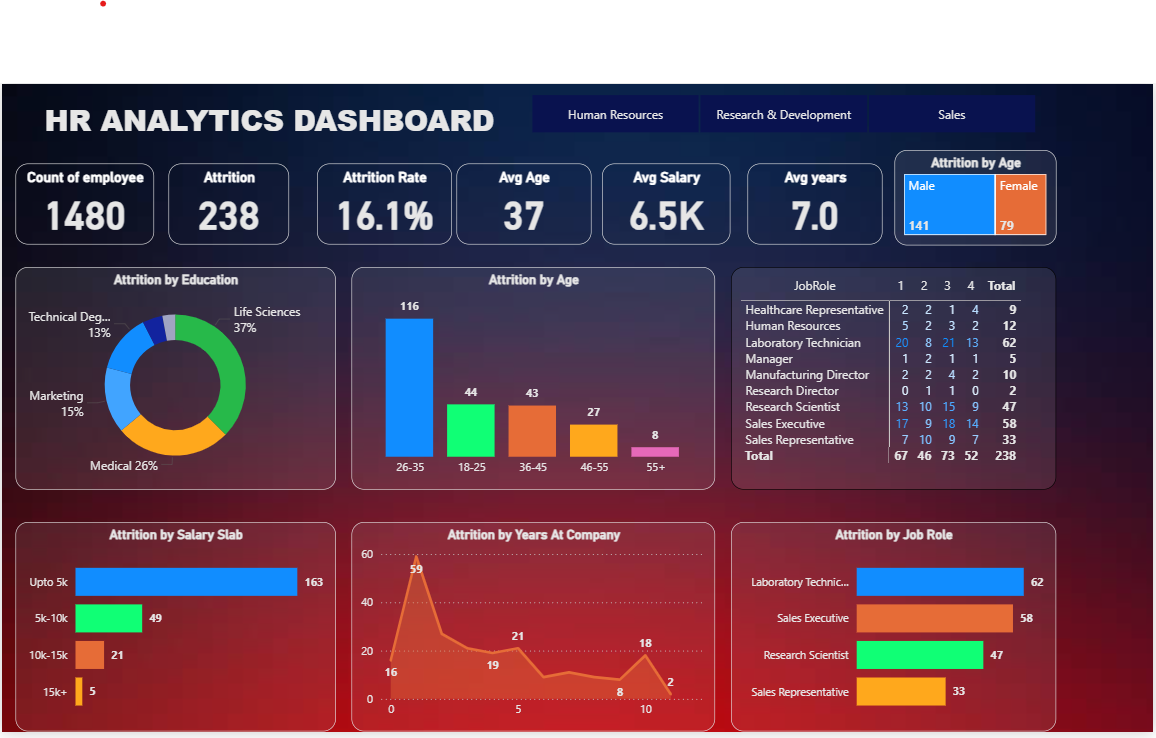 HR ANALYTICS DASHBOARD
Human Resources
Research & Development
Sales
Count of employee
1480
Attrition
238
Attrition Rate
16.1%
Avg Age
37
Avg Salary
6.5K
Avg years
7.0
Attrition by Age
Male
141
Female
79
Attrition by Education
Life Sciences
37%
Technical Deg...
13%
Marketing
15%
Medical 26%
Attrition by Age
116
44
43
27
8
26-35
18-25
36-45
46-55
55+
JobRole 1 2 3 4 Total
Healthcare Representative 2 2 1 4 9
Human Resources 5 2 3 2 12
Laboratory Technician 20 8 21 13 62
Manager 1 2 1 1 5
Manufacturing Director 2 2 4 2 10
Research Director 0 1 1 0 2
Research Scientist 13 10 15 9 47
Sales Executive 17 9 18 14 58
Sales Representative 7 10 9 7 33
Total 67 46 73 52 238
Attrition by Salary Slab
Upto 5k 163
5k-10k 49
10k-15k 21
15k+ 5
Attrition by Years At Company
60
40
20
0
59
16
19
21
8
18
2
0
5
10
Attrition by Job Role
Laboratory Technic... 62
Sales Executive 58
Research Scientist 47
Sales Representative 33